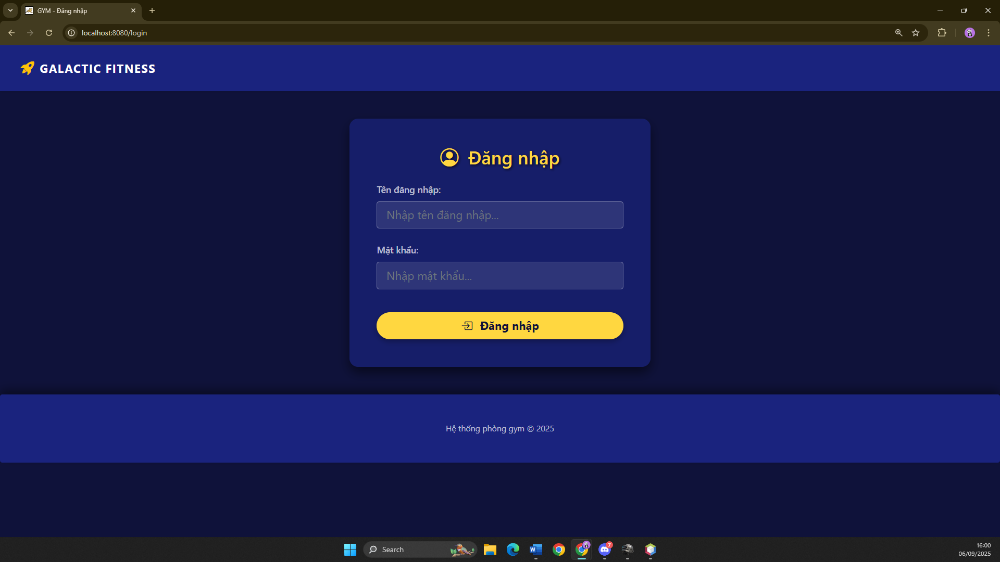 GYM - Đăng nhập
localhost:8080/login
GALACTIC FITNESS
Đăng nhập
Tên đăng nhập:
Nhập tên đăng nhập...
Mật khẩu:
Nhập mật khẩu...
Đăng nhập
Hệ thống phòng gym © 2025
Search
W
7
16:00
06/09/2025